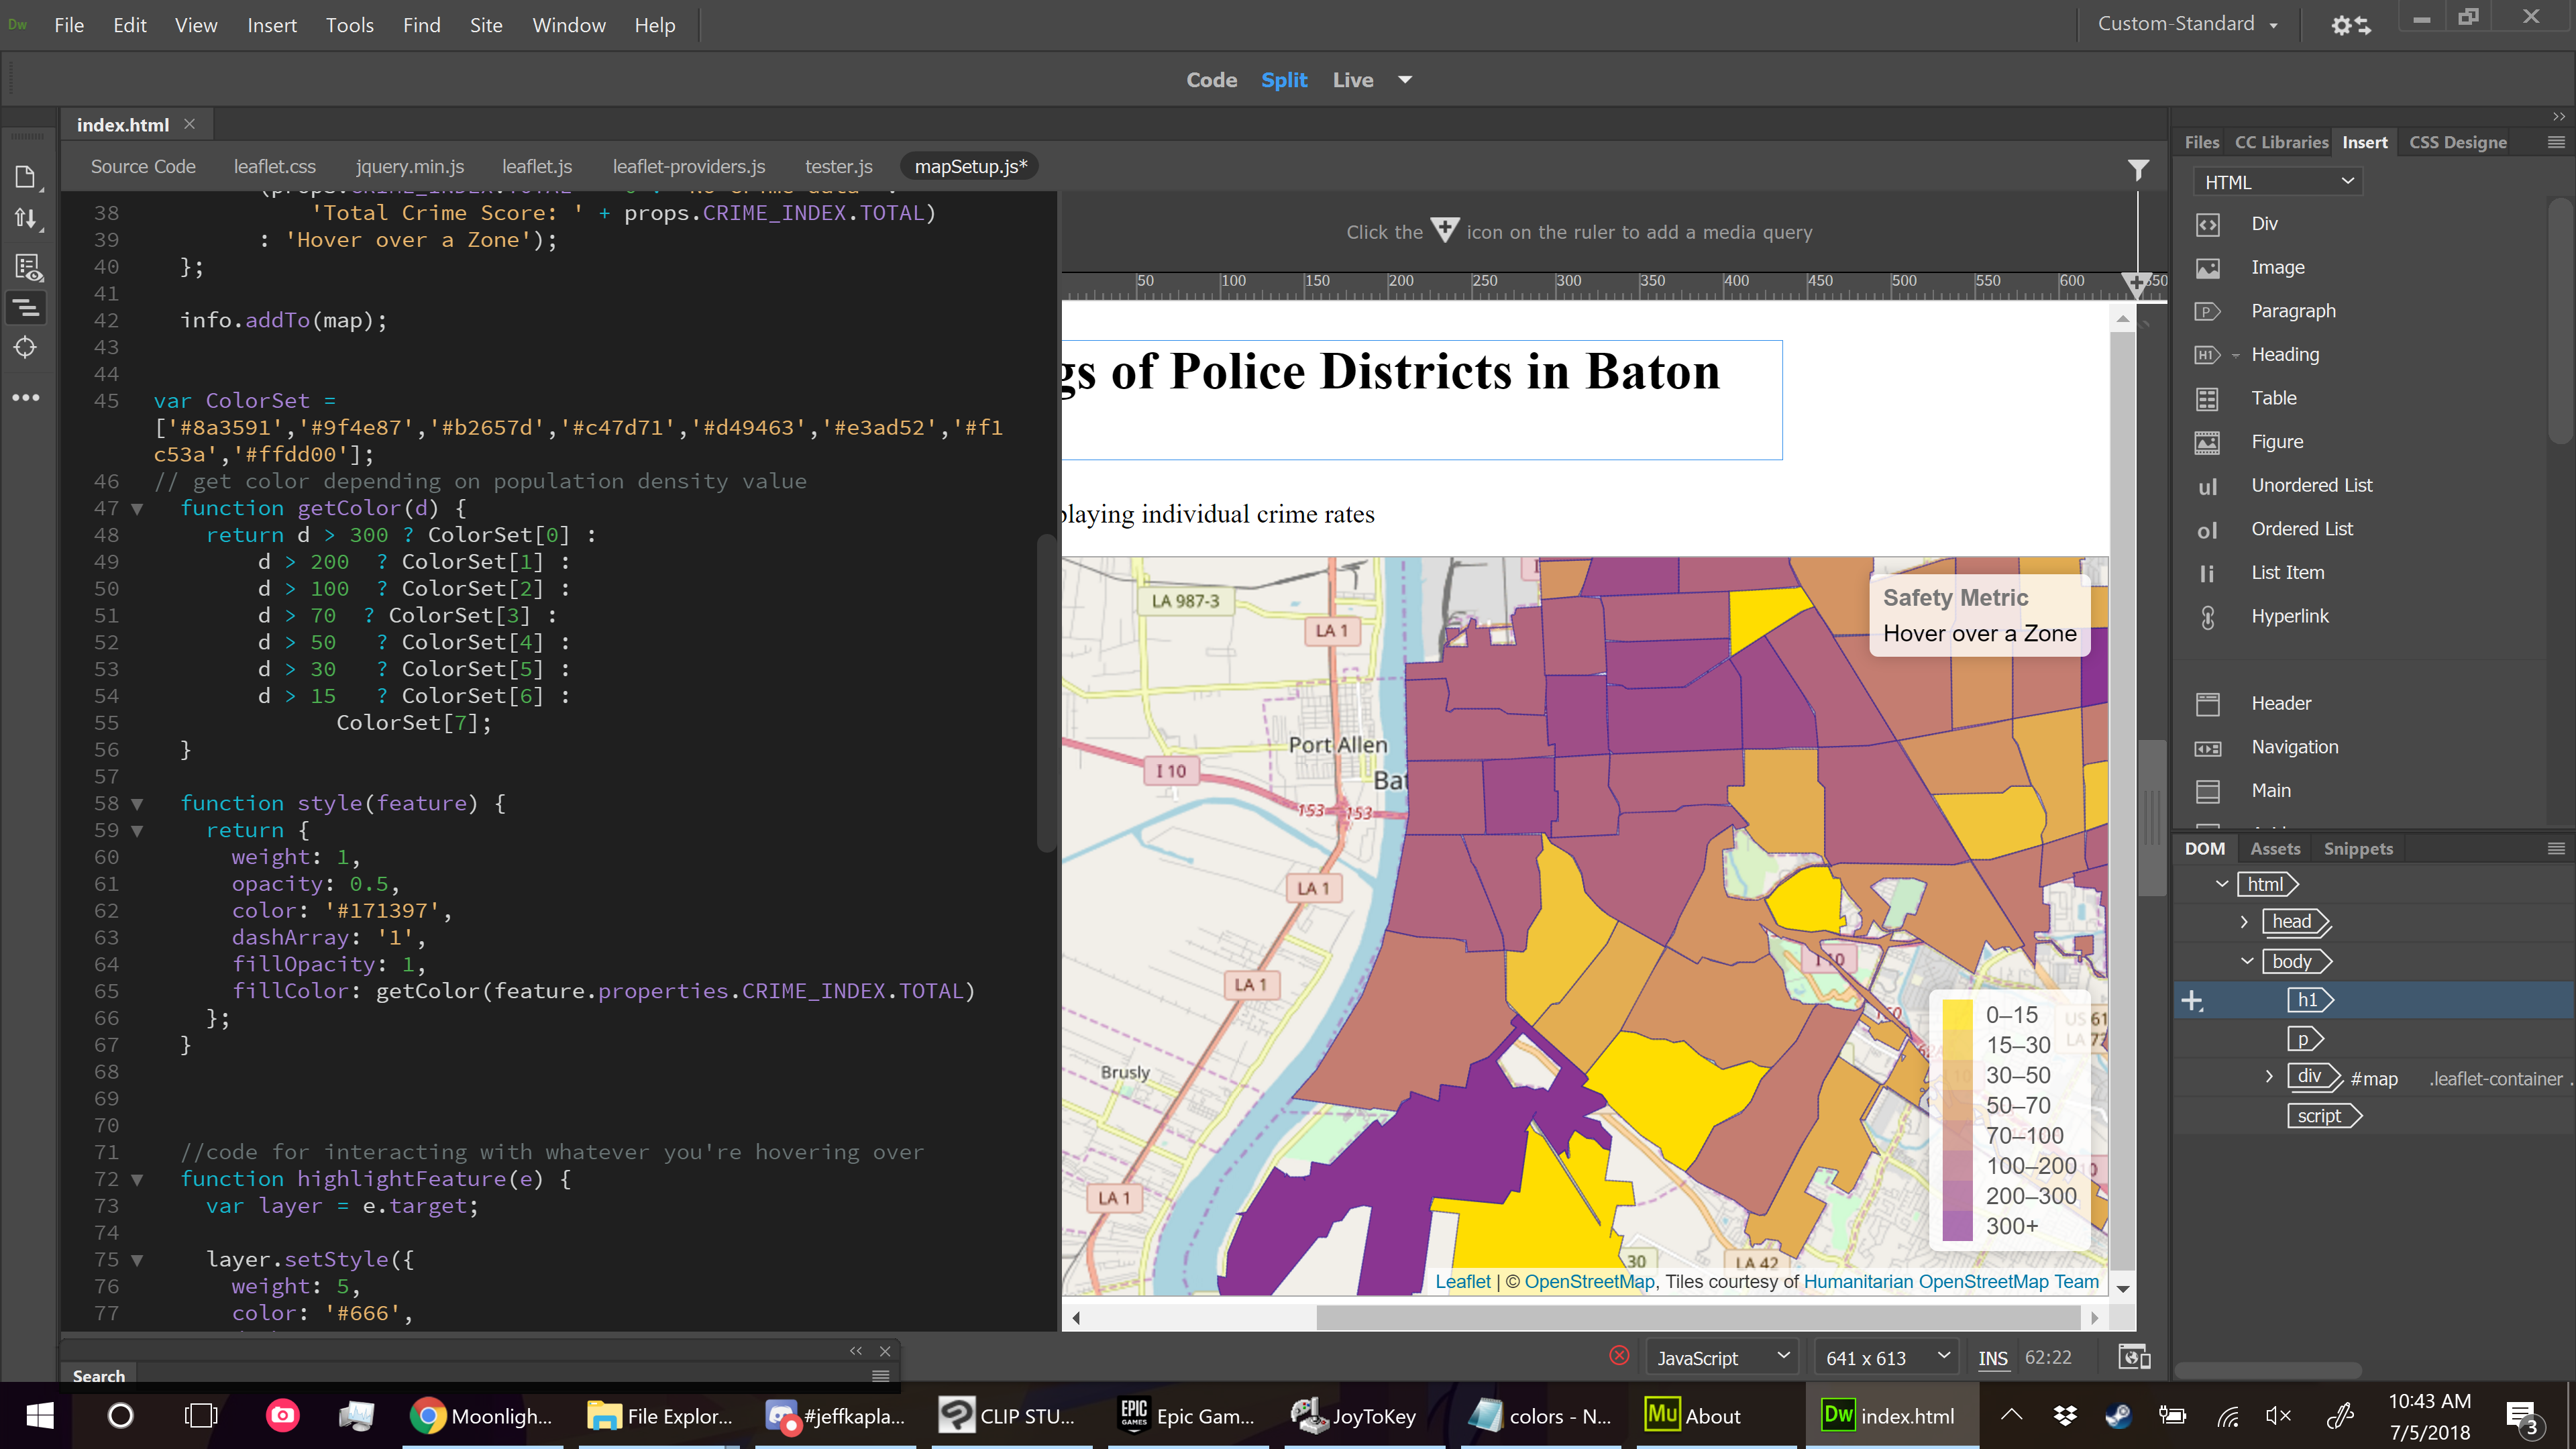 Dw File Edit View Insert Tools Find Site Window Help
Custom-Standard
Code Split Live
index.html
Source Code leaflet.css jquery.min.js leaflet.js leaflet-providers.js tester.js mapSetup.js*
38 'Total Crime Score: ' + props.CRIME_INDEX.TOTAL)
39 : 'Hover over a Zone');
40 };
41
42 info.addTo(map);
43
44
45 var ColorSet =
['#8a3591','#9f4e87','#b2657d','#c47d71','#d49463','#e3ad52','#f1
c53a','#ffdd00'];
46 // get color depending on population density value
47 function getColor(d) {
48 return d > 300 ? ColorSet[0] :
49 d > 200 ? ColorSet[1] :
50 d > 100 ? ColorSet[2] :
51 d > 70 ? ColorSet[3] :
52 d > 50 ? ColorSet[4] :
53 d > 30 ? ColorSet[5] :
54 d > 15 ? ColorSet[6] :
55 ColorSet[7];
56 }
57
58 function style(feature) {
59 return {
60 weight: 1,
61 opacity: 0.5,
62 color: '#171397',
63 dashArray: '1',
64 fillOpacity: 1,
65 fillColor: getColor(feature.properties.CRIME_INDEX.TOTAL)
66 };
67 }
68
69
70
71 //code for interacting with whatever you're hovering over
72 function highlightFeature(e) {
73 var layer = e.target;
74
75 layer.setStyle({
76 weight: 5,
77 color: '#666',
Search
Click the icon on the ruler to add a media query
50 100 150 200 250 300 350 400 450 500 550 600
gs of Police Districts in Baton
playing individual crime rates
LA 987-3
LA 1
Port Allen
Bat
I 10
153 153
LA 1
LA 1
Brusly
LA 1
I 10
US 61
30
LA 42
Safety Metric
Hover over a Zone
0–15
15–30
30–50
50–70
70–100
100–200
200–300
300+
Leaflet | © OpenStreetMap, Tiles courtesy of Humanitarian OpenStreetMap Team
JavaScript 641 x 613 INS 62:22
Files CC Libraries Insert CSS Designe
HTML
Div
Image
Paragraph
H1 Heading
Table
Figure
ul Unordered List
ol Ordered List
li List Item
Hyperlink
Header
Navigation
Main
DOM Assets Snippets
html
head
body
h1
p
div #map .leaflet-container .
script
Moonligh... File Explor... #jeffkapla... CLIP STU... EPIC GAMES Epic Gam... JoyToKey colors - N... Mu About Dw index.html
10:43 AM
7/5/2018
3